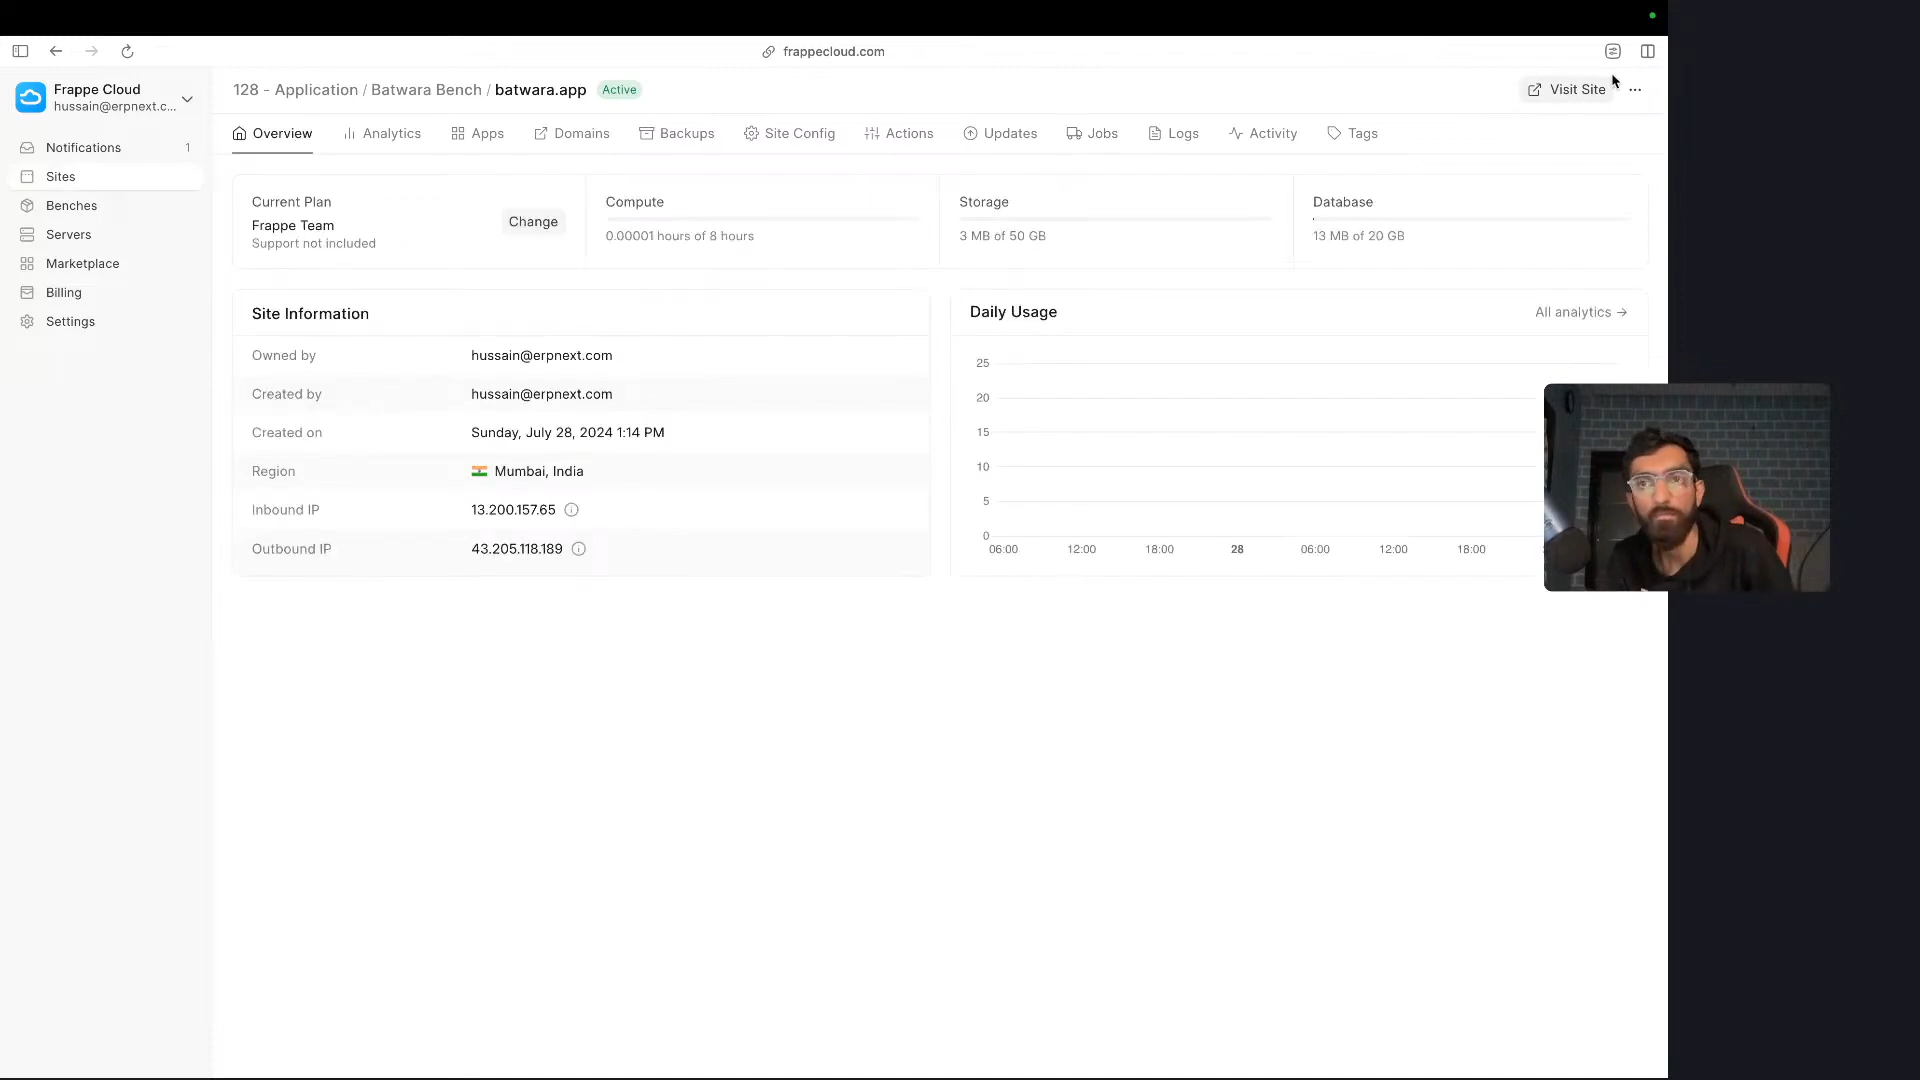 frappecloud.com
Frappe Cloud
hussain@erpnext.c...
Notifications 1
Sites
Benches
Servers
Marketplace
Billing
Settings
128 - Application / Batwara Bench / batwara.app Active
Visit Site
Overview Analytics Apps Domains Backups Site Config Actions Updates Jobs Logs Activity Tags
Current Plan
Frappe Team
Support not included
Change
Compute
0.00001 hours of 8 hours
Storage
3 MB of 50 GB
Database
13 MB of 20 GB
Site Information
Owned by hussain@erpnext.com
Created by hussain@erpnext.com
Created on Sunday, July 28, 2024 1:14 PM
Region Mumbai, India
Inbound IP 13.200.157.65
Outbound IP 43.205.118.189
Daily Usage
All analytics →
25
20
15
10
5
0
06:00 12:00 18:00 28 06:00 12:00 18:00